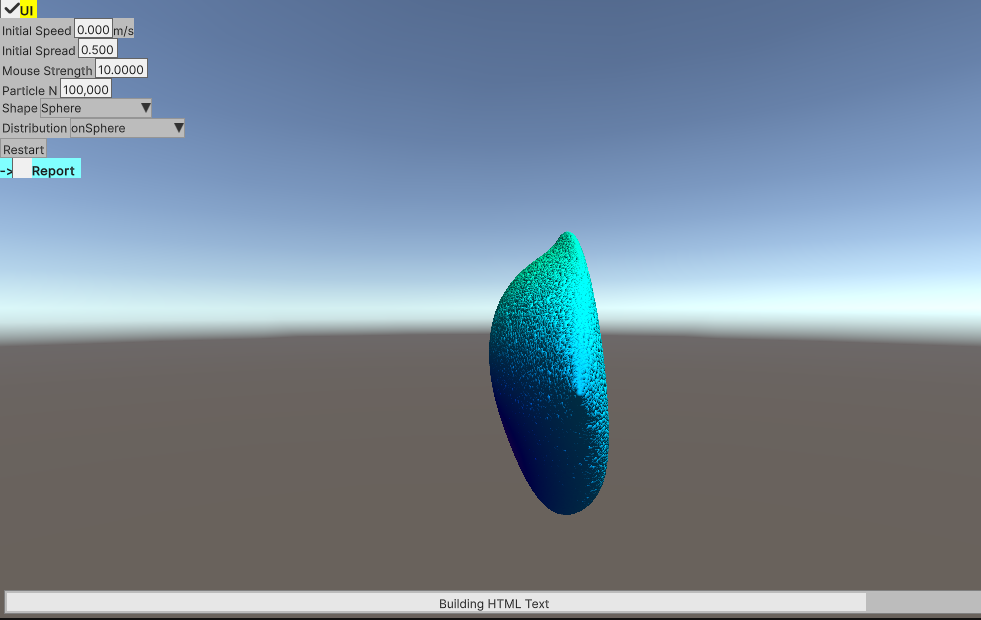 UI
Initial Speed 0.000 m/s
Initial Spread 0.500
Mouse Strength 10.0000
Particle N 100,000
Shape Sphere
Distribution onSphere
Restart
-> Report
Building HTML Text